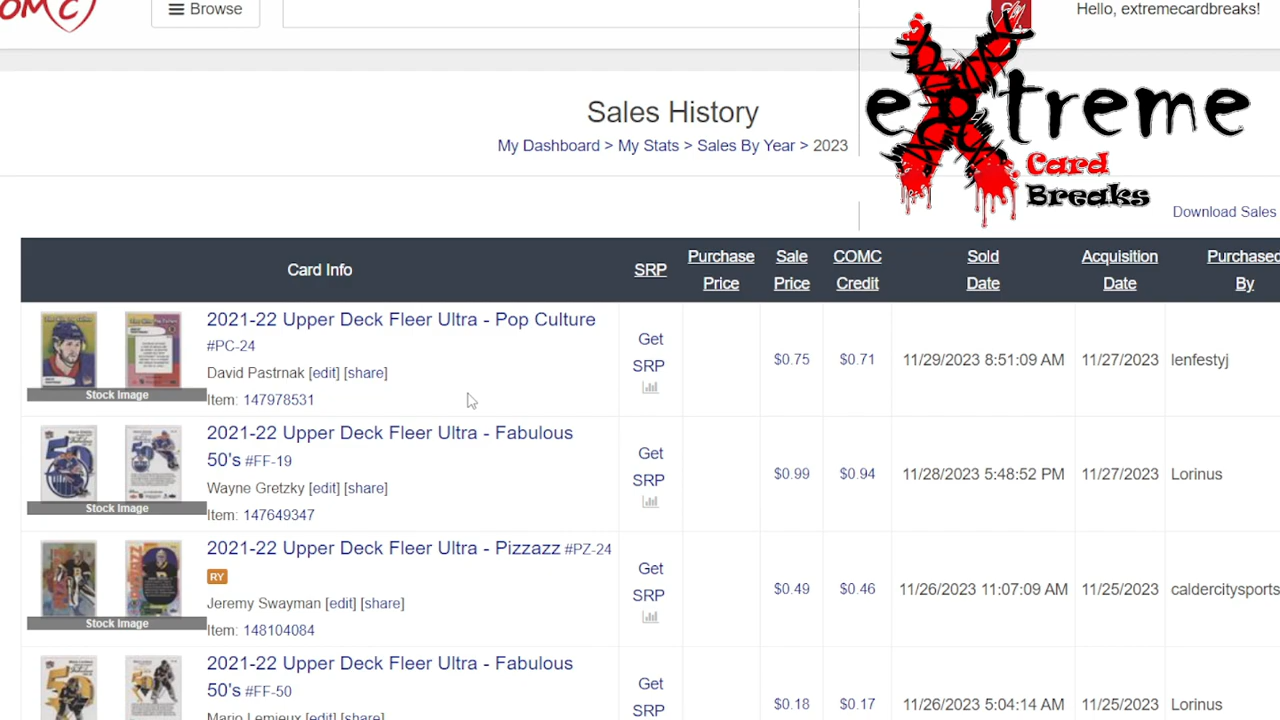 COMC
Browse
Hello, extremecardbreaks!
eXtreme
Card
Breaks
Sales History
My Dashboard > My Stats > Sales By Year > 2023
Download Sales
Card Info
SRP
Purchase
Price
Sale
Price
COMC
Credit
Sold
Date
Acquisition
Date
Purchased
By
2021-22 Upper Deck Fleer Ultra - Pop Culture
#PC-24
David Pastrnak [edit] [share]
Item: 147978531
Stock Image
Get
SRP
$0.75
$0.71
11/29/2023 8:51:09 AM
11/27/2023
lenfestyj
2021-22 Upper Deck Fleer Ultra - Fabulous
50's #FF-19
Wayne Gretzky [edit] [share]
Item: 147649347
Stock Image
Get
SRP
$0.99
$0.94
11/28/2023 5:48:52 PM
11/27/2023
Lorinus
2021-22 Upper Deck Fleer Ultra - Pizzazz #PZ-24
RY
Jeremy Swayman [edit] [share]
Item: 148104084
Stock Image
Get
SRP
$0.49
$0.46
11/26/2023 11:07:09 AM
11/25/2023
caldercitysports
2021-22 Upper Deck Fleer Ultra - Fabulous
50's #FF-50
Mario Lemieux [edit] [share]
Get
SRP
$0.18
$0.17
11/26/2023 5:04:14 AM
11/25/2023
Lorinus